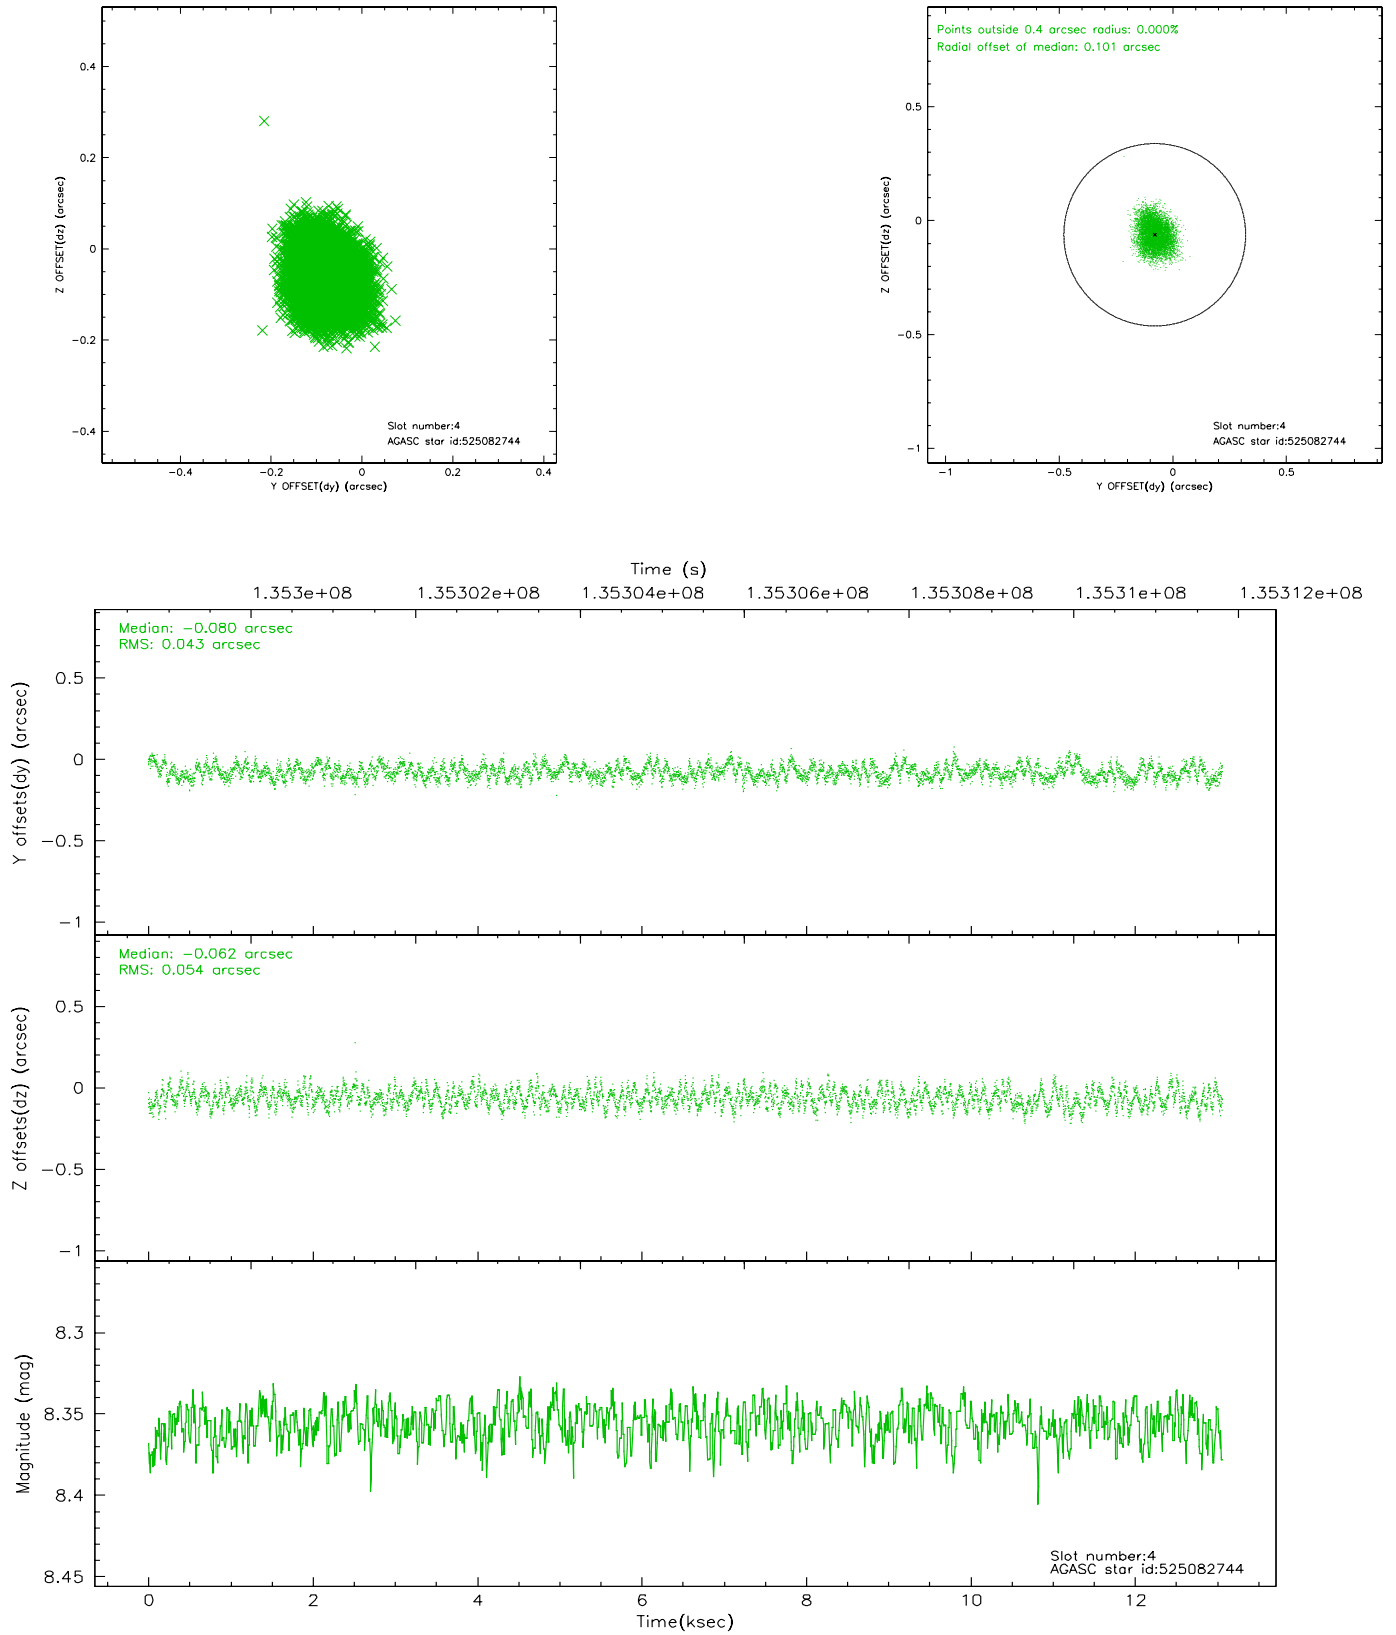 0.4
0.2
0
−0.2
−0.4
Z OFFSET(dz) (arcsec)
−0.4
−0.2
0
0.2
0.4
Y OFFSET(dy) (arcsec)
Slot number:4
AGASC star id:525082744
Points outside 0.4 arcsec radius: 0.000%
Radial offset of median: 0.101 arcsec
0.5
0
−0.5
−1
Z OFFSET(dz) (arcsec)
−1
−0.5
0
0.5
Y OFFSET(dy) (arcsec)
Slot number:4
AGASC star id:525082744
Time (s)
1.353e+08
1.35302e+08
1.35304e+08
1.35306e+08
1.35308e+08
1.3531e+08
1.35312e+08
Median: −0.080 arcsec
RMS: 0.043 arcsec
0.5
0
−0.5
−1
Y offsets(dy) (arcsec)
Median: −0.062 arcsec
RMS: 0.054 arcsec
0.5
0
−0.5
−1
Z offsets(dz) (arcsec)
8.3
8.35
8.4
8.45
Magnitude (mag)
Slot number:4
AGASC star id:525082744
0
2
4
6
8
10
12
Time(ksec)